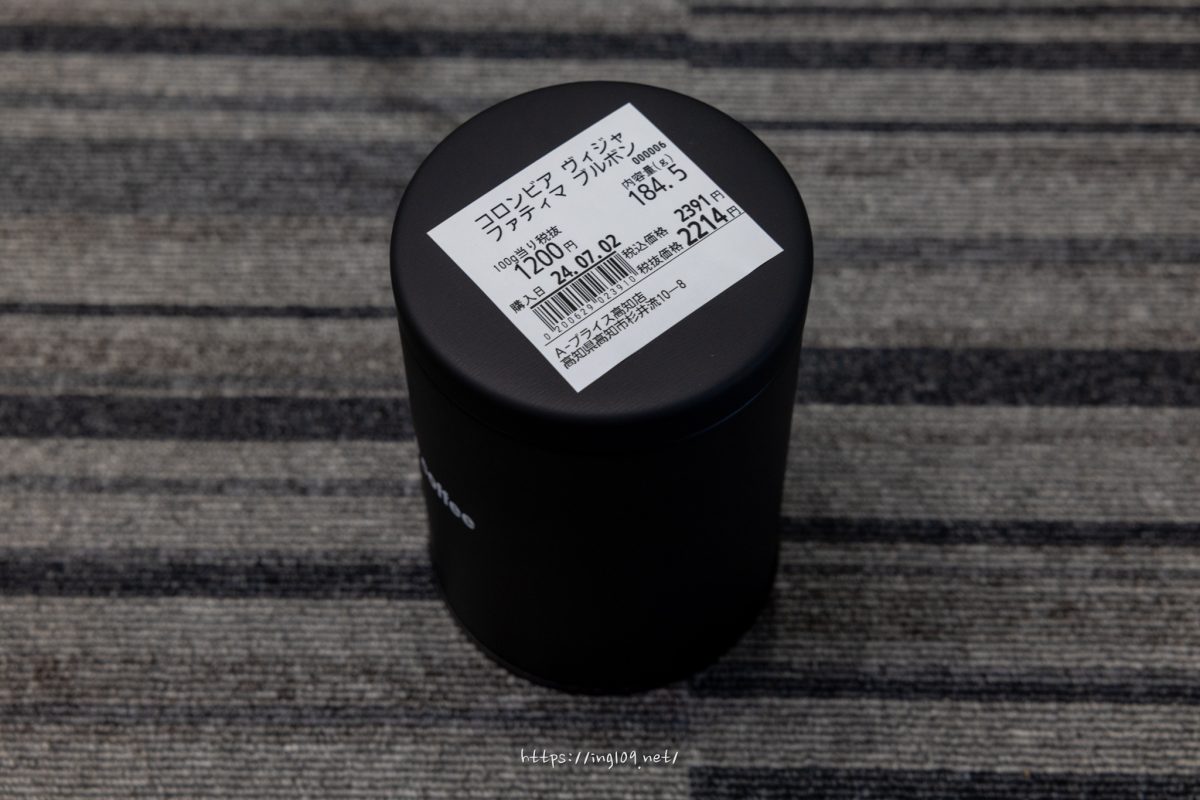 コロンビア ヴィジャ
ファティマ ブルボン
000006
100g当り税抜
内容量(g)
1200円
184.5
購入日 24.07.02 税込価格 2391円
税抜価格 2214円
0 200629 023910
A-プライス高知店
高知県高知市杉井流10-8
coffee
https://ing109.net/